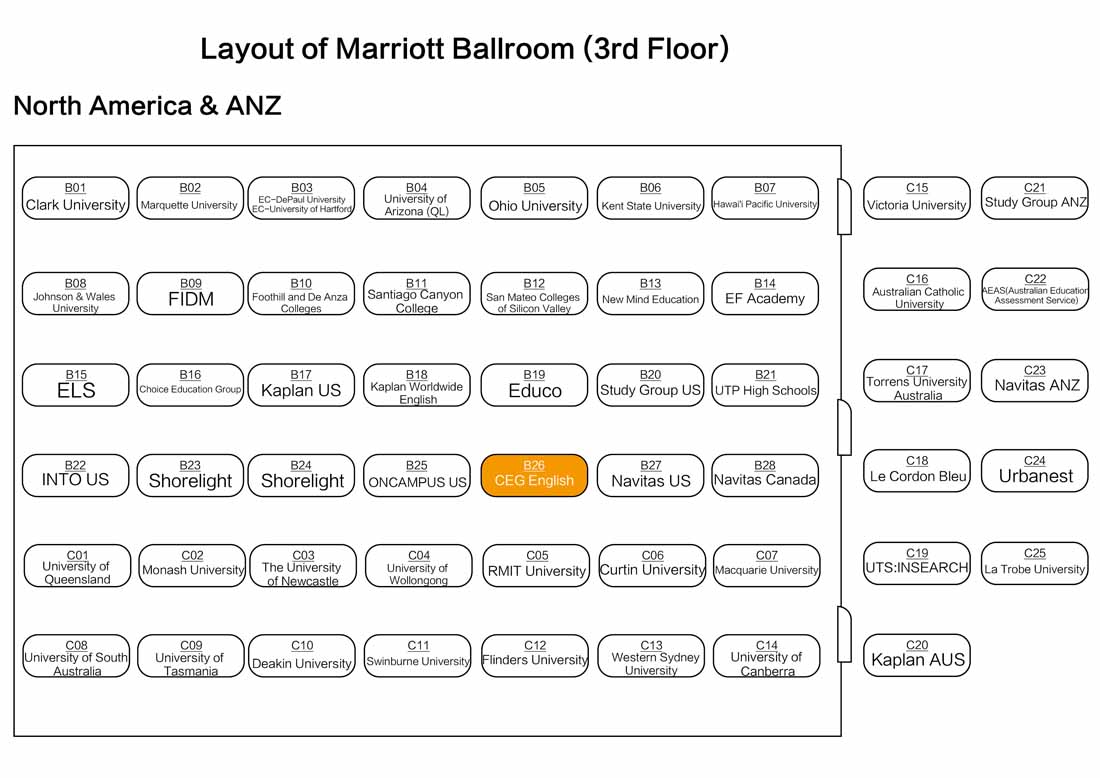 Layout of Marriott Ballroom (3rd Floor)
North America & ANZ
B01
Clark University
B02
Marquette University
B03
EC-DePaul University
EC-University of Hartford
B04
University of
Arizona (QL)
B05
Ohio University
B06
Kent State University
B07
Hawai'i Pacific University
C15
Victoria University
C21
Study Group ANZ
B08
Johnson & Wales
University
B09
FIDM
B10
Foothill and De Anza
Colleges
B11
Santiago Canyon
College
B12
San Mateo Colleges
of Silicon Valley
B13
New Mind Education
B14
EF Academy
C16
Australian Catholic
University
C22
AEAS(Australian Education
Assessment Service)
B15
ELS
B16
Choice Education Group
B17
Kaplan US
B18
Kaplan Worldwide
English
B19
Educo
B20
Study Group US
B21
UTP High Schools
C17
Torrens University
Australia
C23
Navitas ANZ
B22
INTO US
B23
Shorelight
B24
Shorelight
B25
ONCAMPUS US
B26
CEG English
B27
Navitas US
B28
Navitas Canada
C18
Le Cordon Bleu
C24
Urbanest
C01
University of
Queensland
C02
Monash University
C03
The University
of Newcastle
C04
University of
Wollongong
C05
RMIT University
C06
Curtin University
C07
Macquarie University
C19
UTS:INSEARCH
C25
La Trobe University
C08
University of South
Australia
C09
University of
Tasmania
C10
Deakin University
C11
Swinburne University
C12
Flinders University
C13
Western Sydney
University
C14
University of
Canberra
C20
Kaplan AUS